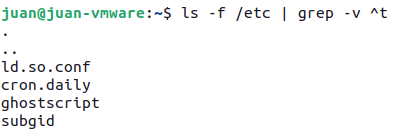 juan@juan-vmware:~$ ls -f /etc | grep -v ^t
.
..
ld.so.conf
cron.daily
ghostscript
subgid